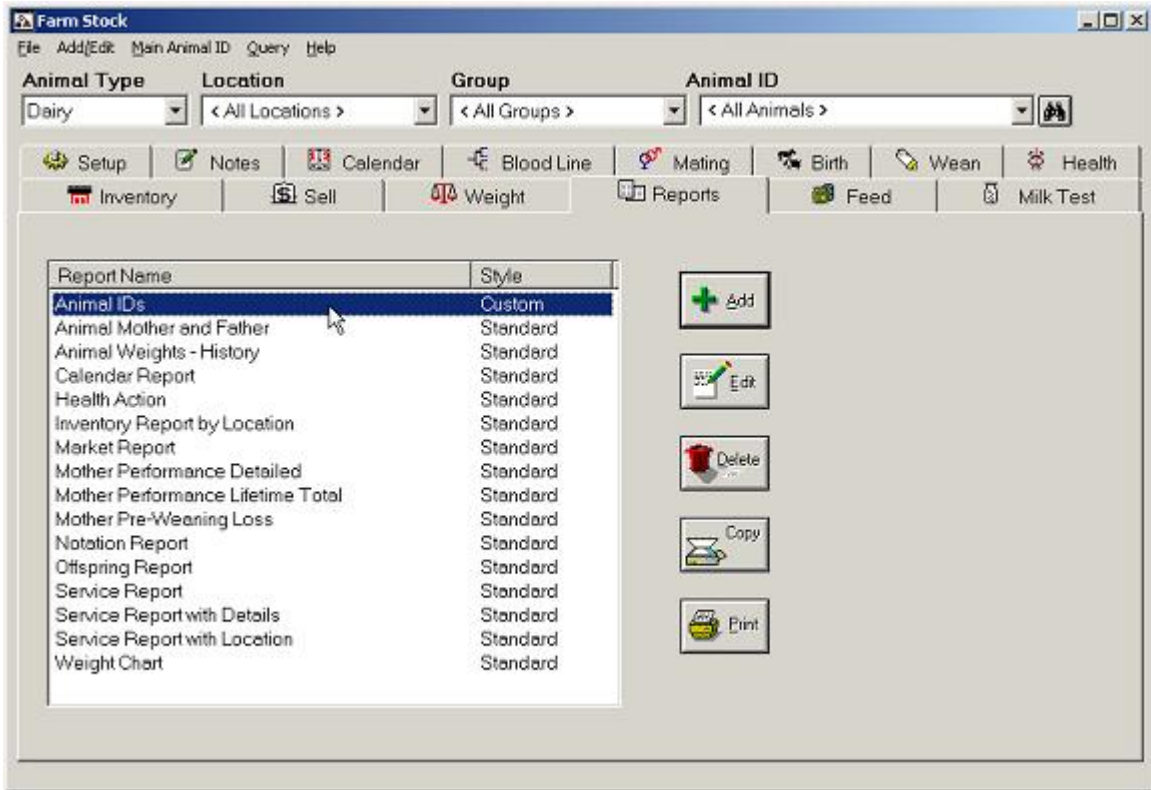 Farm Stock
File Add/Edit Main Animal ID Query Help
Animal Type Location Group Animal ID
Dairy < All Locations > < All Groups > < All Animals >
Setup Notes Calendar Blood Line Mating Birth Wean Health
Inventory Sell Weight Reports Feed Milk Test
Report Name Style
Animal IDs Custom
Animal Mother and Father Standard
Animal Weights - History Standard
Calendar Report Standard
Health Action Standard
Inventory Report by Location Standard
Market Report Standard
Mother Performance Detailed Standard
Mother Performance Lifetime Total Standard
Mother Pre-Weaning Loss Standard
Notation Report Standard
Offspring Report Standard
Service Report Standard
Service Report with Details Standard
Service Report with Location Standard
Weight Chart Standard
Add
Edit
Delete
Copy
Print